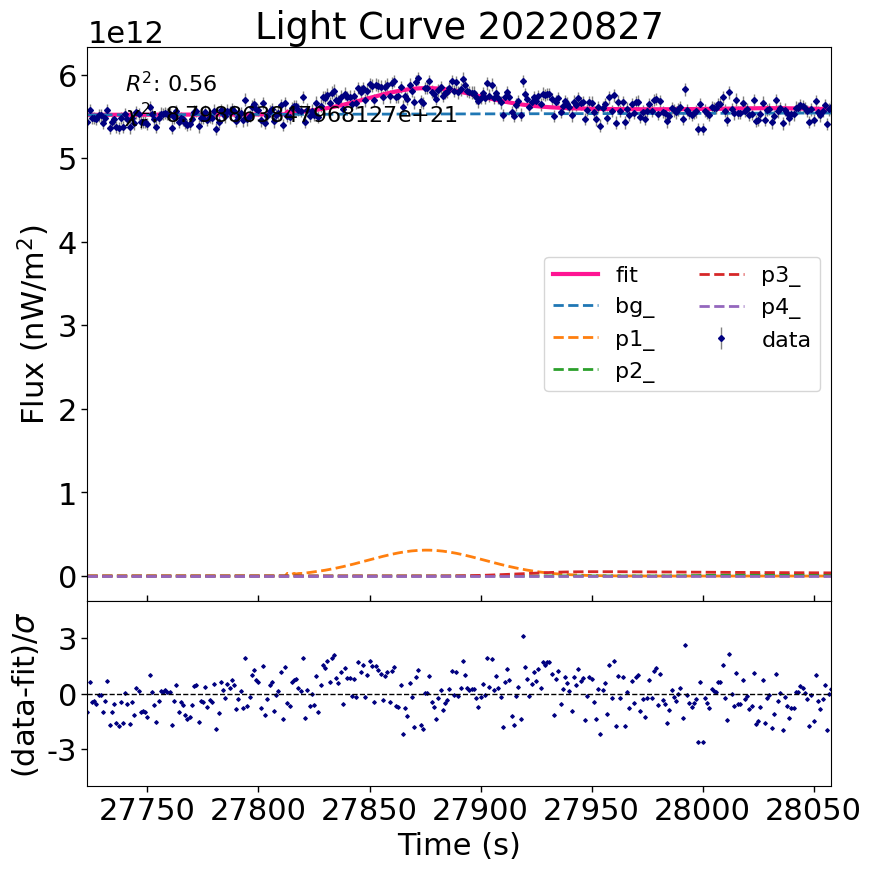 Light Curve 20220827
1e12
R²: 0.56
6
5
4
3
2
1
0
Flux (nW/m²)
fit
bg_
p1_
p2_
p3_
p4_
data
3
0
-3
(data-fit)/σ
27750 27800 27850 27900 27950 28000 28050
Time (s)